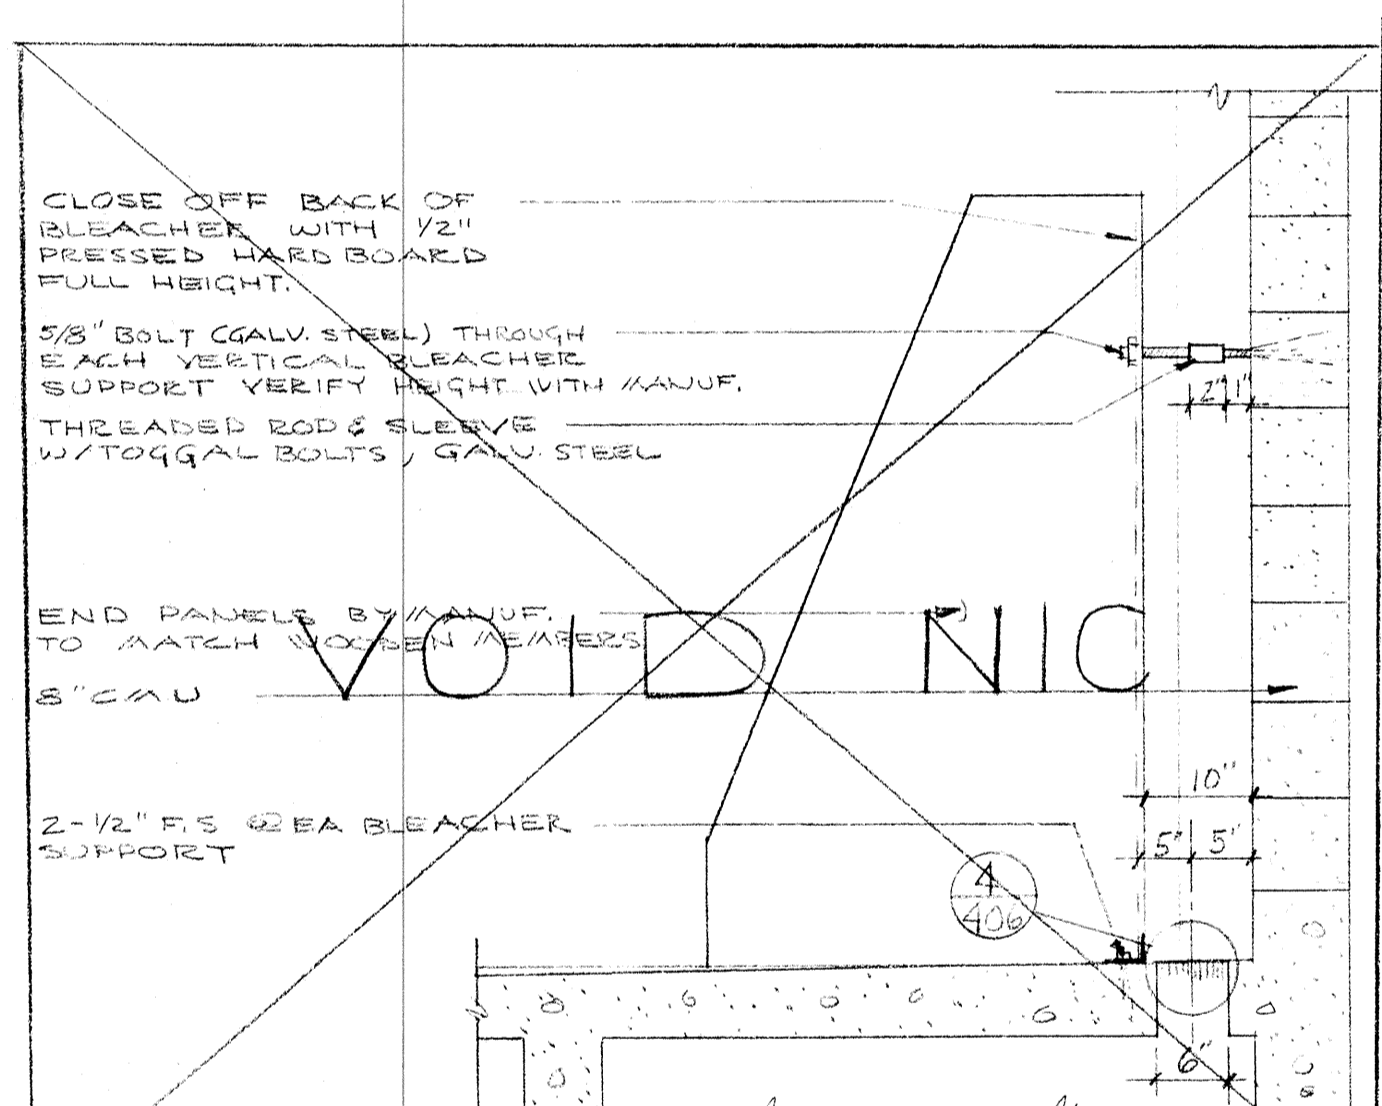 CLOSE OFF BACK OF
BLEACHER WITH 1/2"
PRESSED HARD BOARD
FULL HEIGHT.
5/8" BOLT (GALV. STEEL) THROUGH
EACH VERTICAL BLEACHER
SUPPORT VERIFY HEIGHT WITH MANUF.
THREADED ROD & SLEEVE
W/TOGGAL BOLTS, GALV. STEEL
2" 1"
END PANELS BY MANUF.
TO MATCH WOODEN MEMBERS
VOID NIC
8" CMU
10"
2-1/2" F.S @ EA BLEACHER
SUPPORT
5" 5"
4
406
6"